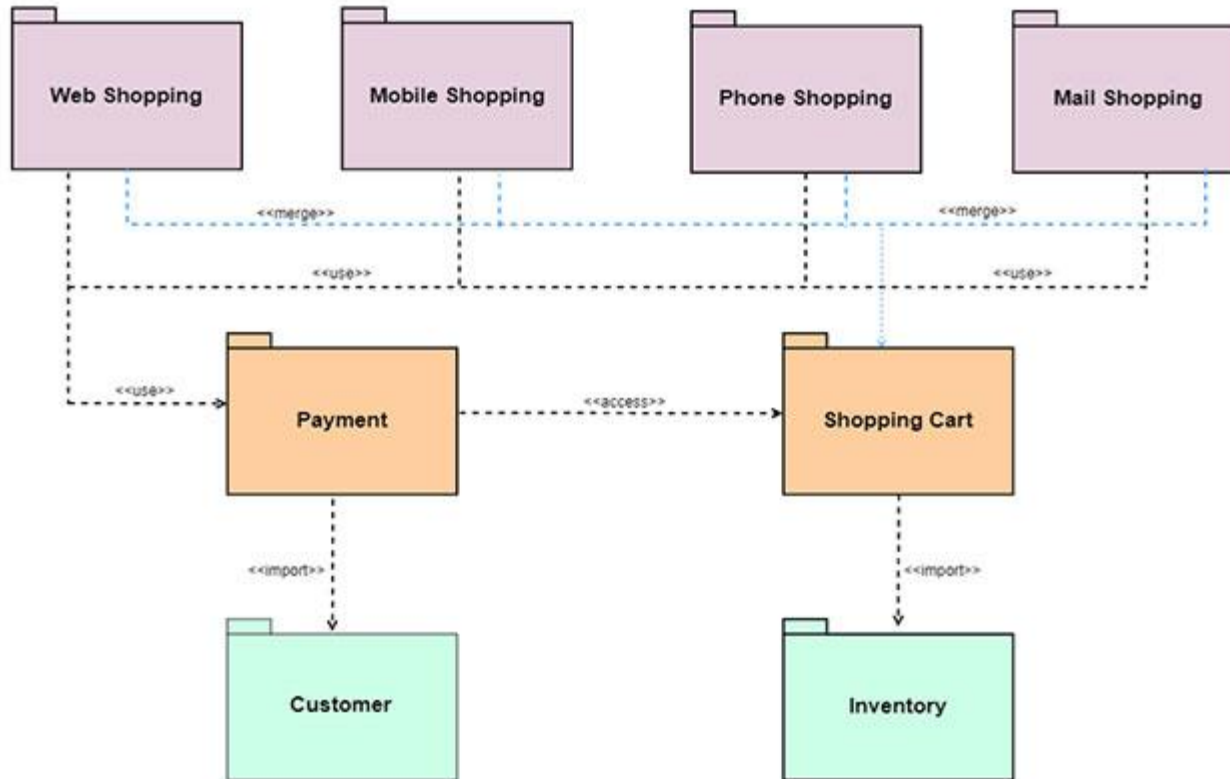 Web Shopping
Mobile Shopping
Phone Shopping
Mail Shopping
<<merge>>
<<merge>>
<<use>>
<<use>>
<<use>>
<<access>>
Payment
Shopping Cart
<<import>>
<<import>>
Customer
Inventory